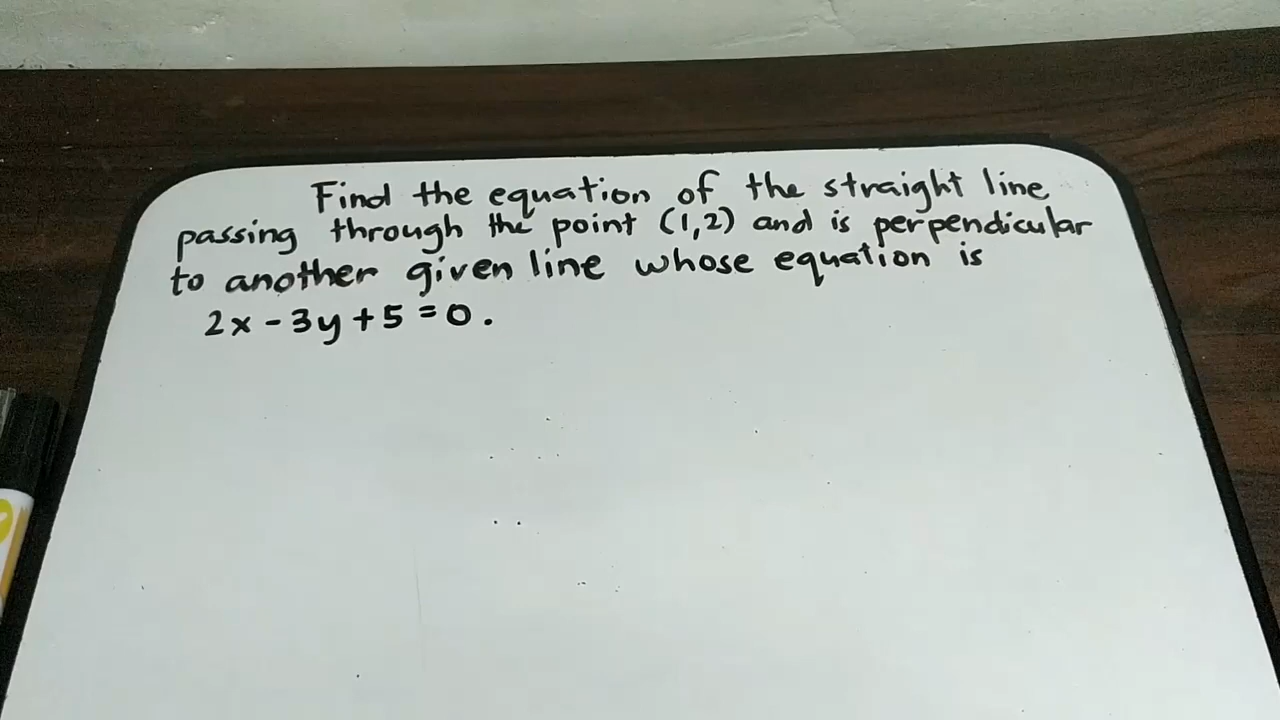 Find the equation of the straight line
passing through the point (1,2) and is perpendicular
to another given line whose equation is
2x - 3y + 5 = 0.